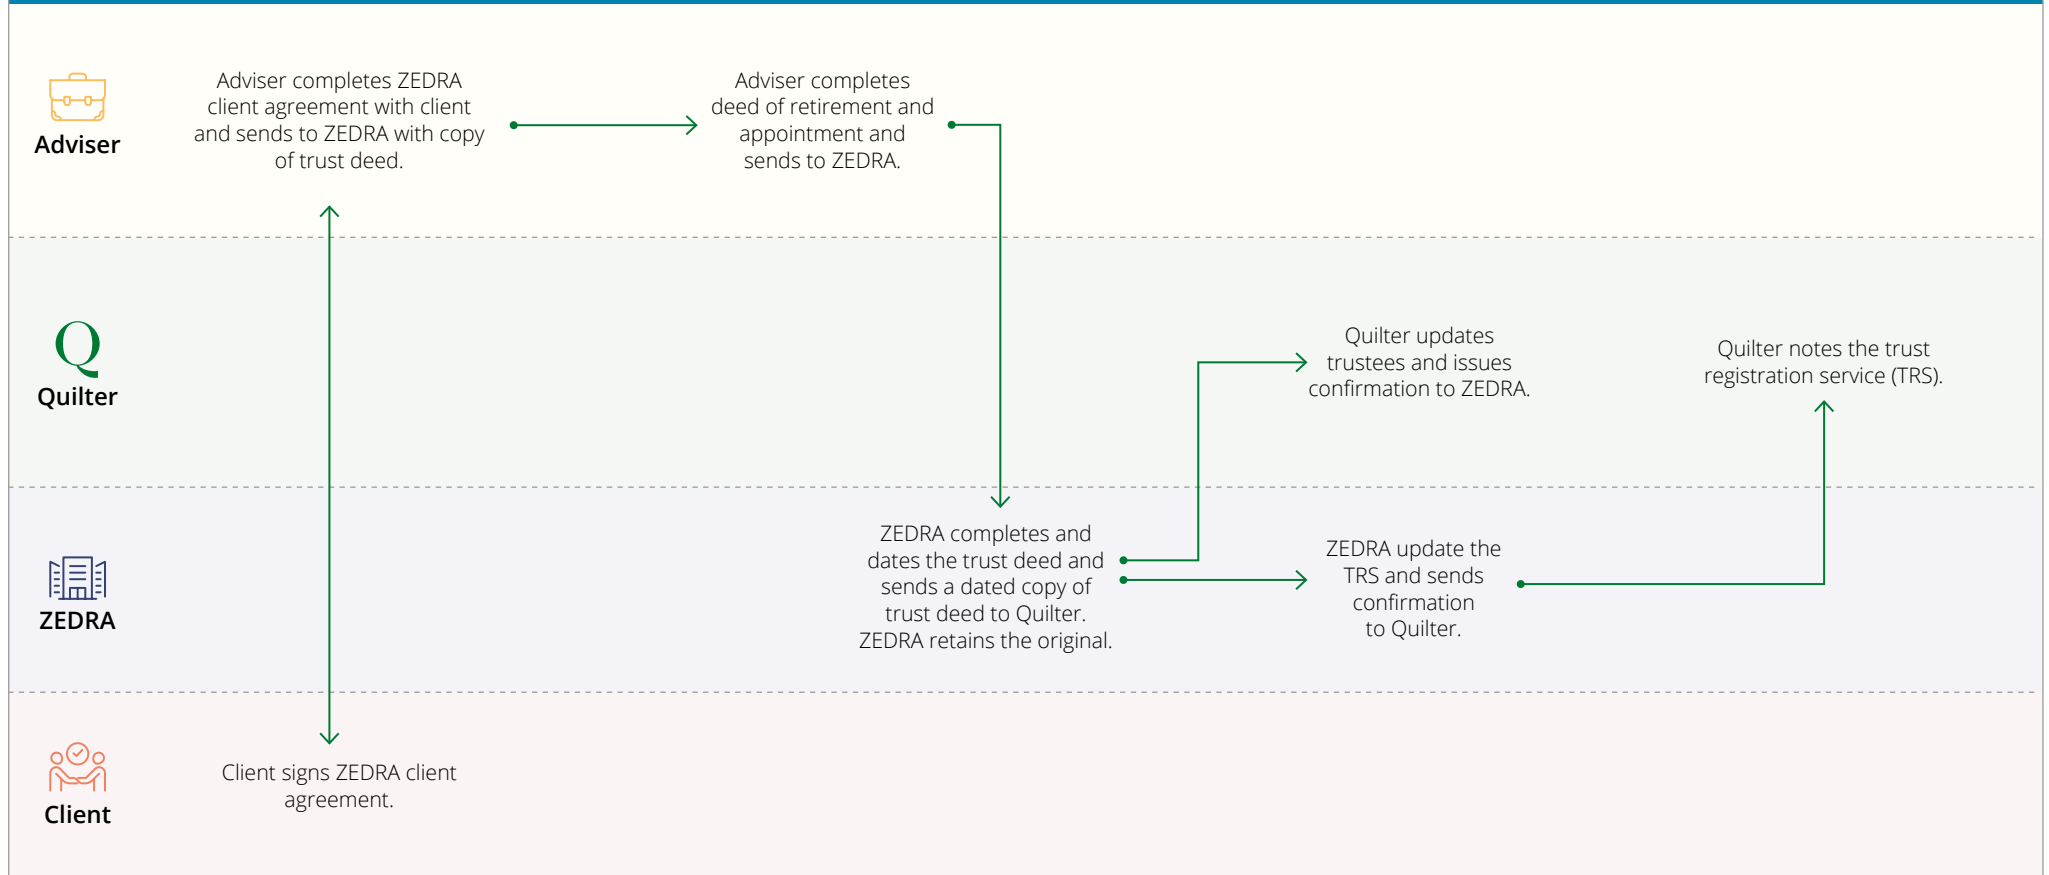 Adviser completes ZEDRA
client agreement with client
and sends to ZEDRA with copy
of trust deed.
Adviser completes
deed of retirement and
appointment and
sends to ZEDRA.
Adviser
Q
Quilter
Quilter updates
trustees and issues
confirmation to ZEDRA.
Quilter notes the trust
registration service (TRS).
ZEDRA
ZEDRA completes and
dates the trust deed and
sends a dated copy of
trust deed to Quilter.
ZEDRA retains the original.
ZEDRA update the
TRS and sends
confirmation
to Quilter.
Client
Client signs ZEDRA client
agreement.